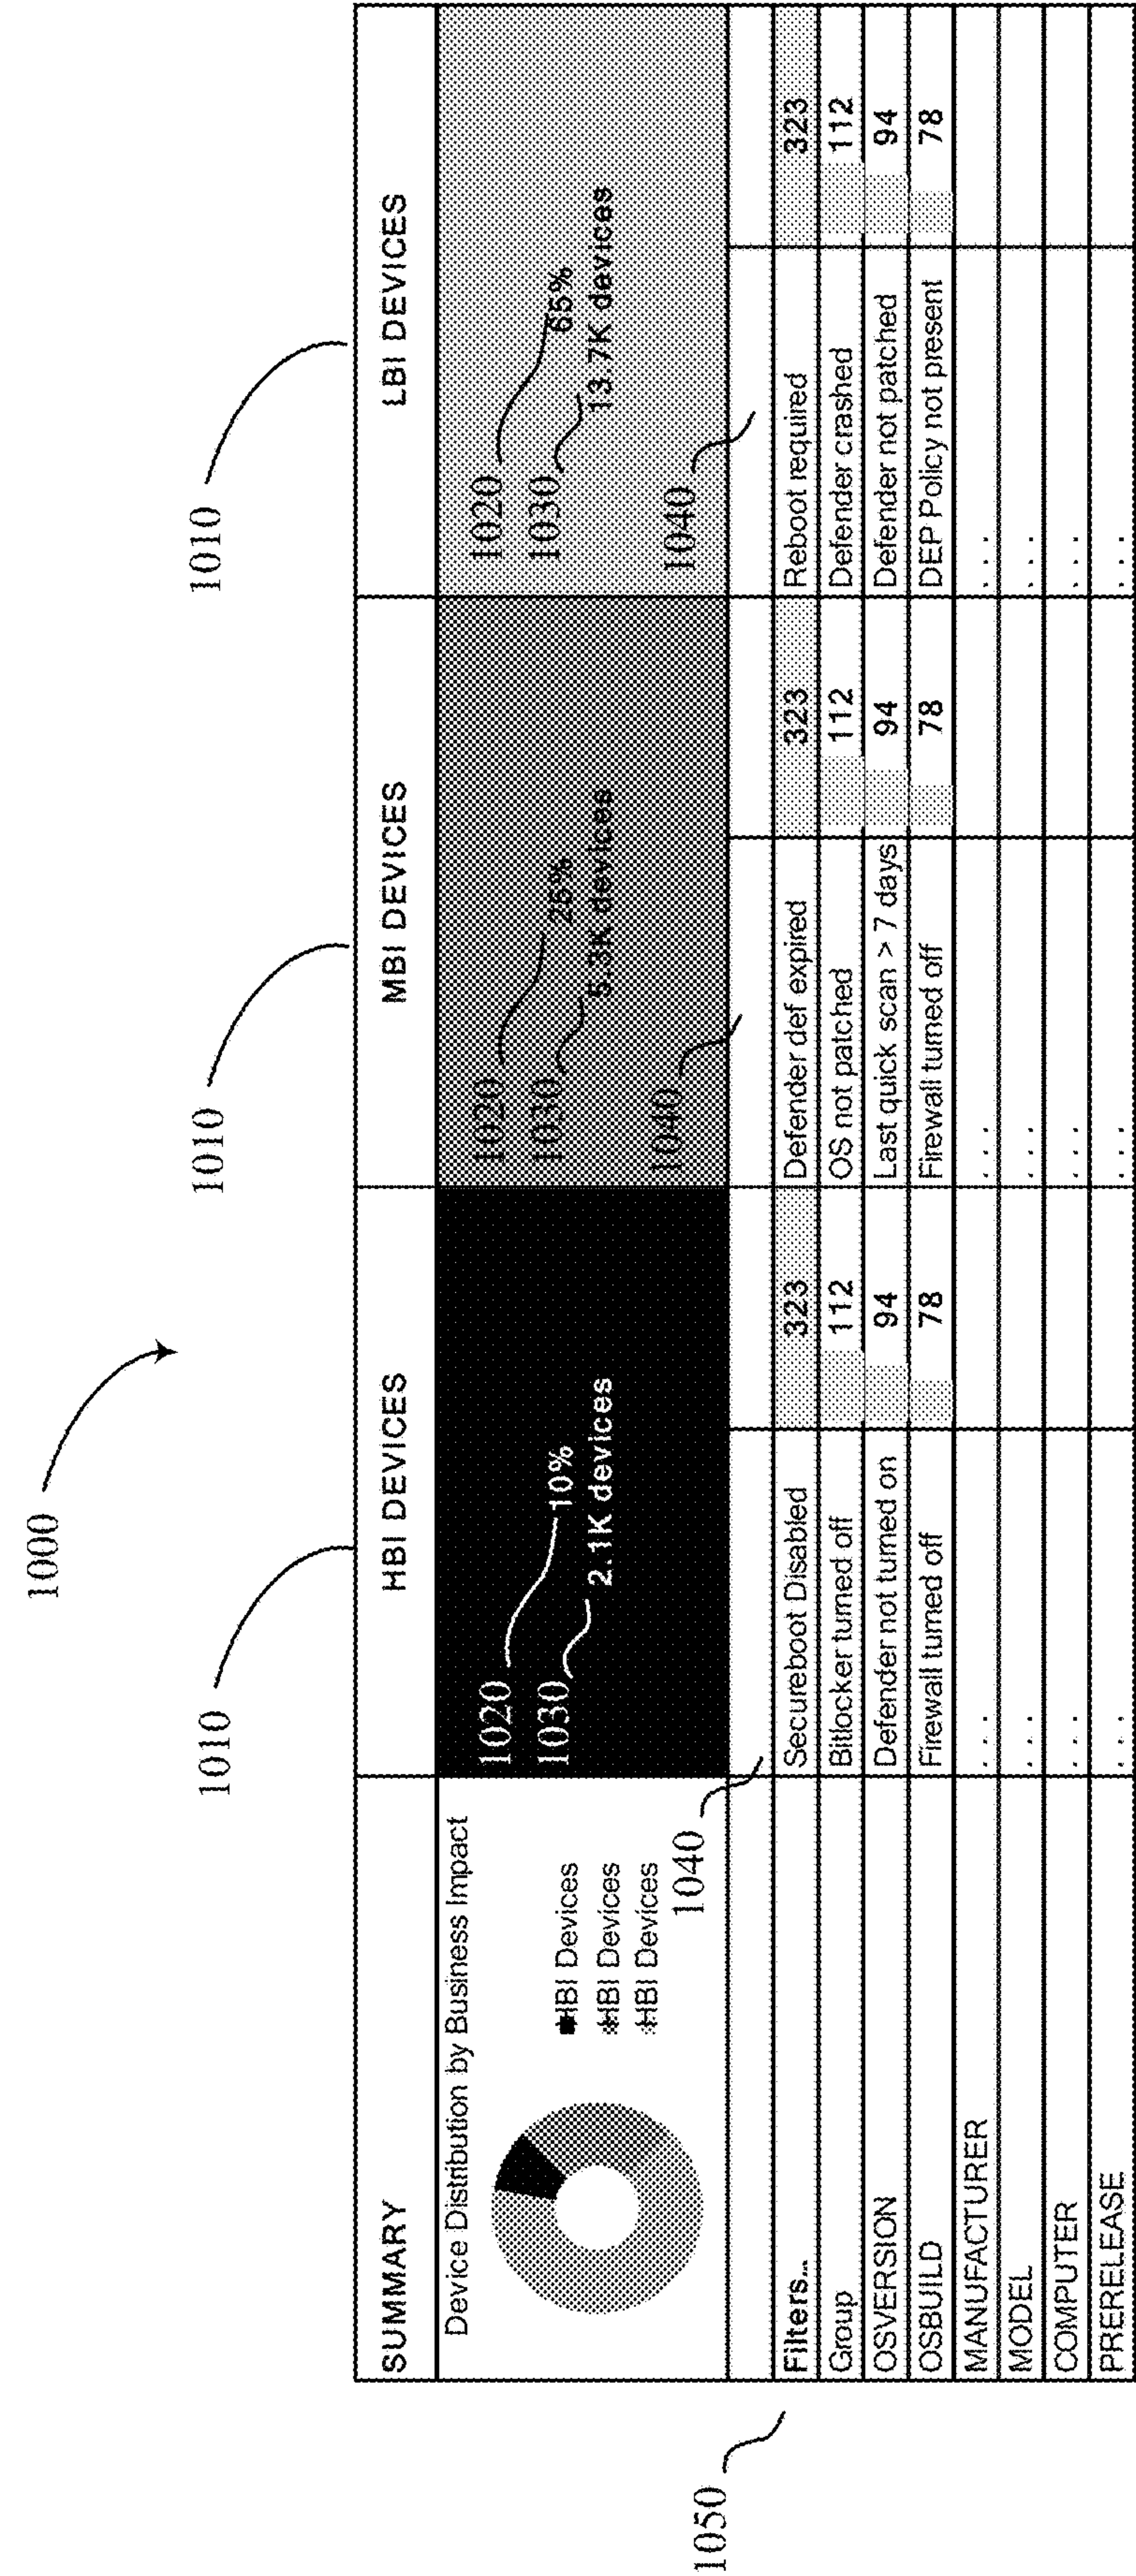 1000
1010
1010
1010
SUMMARY
HBI DEVICES
MBI DEVICES
LBI DEVICES
Device Distribution by Business Impact
HBI Devices
HBI Devices
HBI Devices
1020
10%
1030
2.1K devices
1040
1020
25%
1030
5.3K devices
1040
1020
65%
1030
13.7K devices
1040
1050
Filters... Secureboot Disabled 323 Defender def expired 323 Reboot required 323
Group Bitlocker turned off 112 OS not patched 112 Defender crashed 112
OSVERSION Defender not turned on 94 Last quick scan > 7 days 94 Defender not patched 94
OSBUILD Firewall turned off 78 Firewall turned off 78 DEP Policy not present 78
MANUFACTURER ... ... ...
MODEL ... ... ...
COMPUTER ... ... ...
PRERELEASE ... ... ...